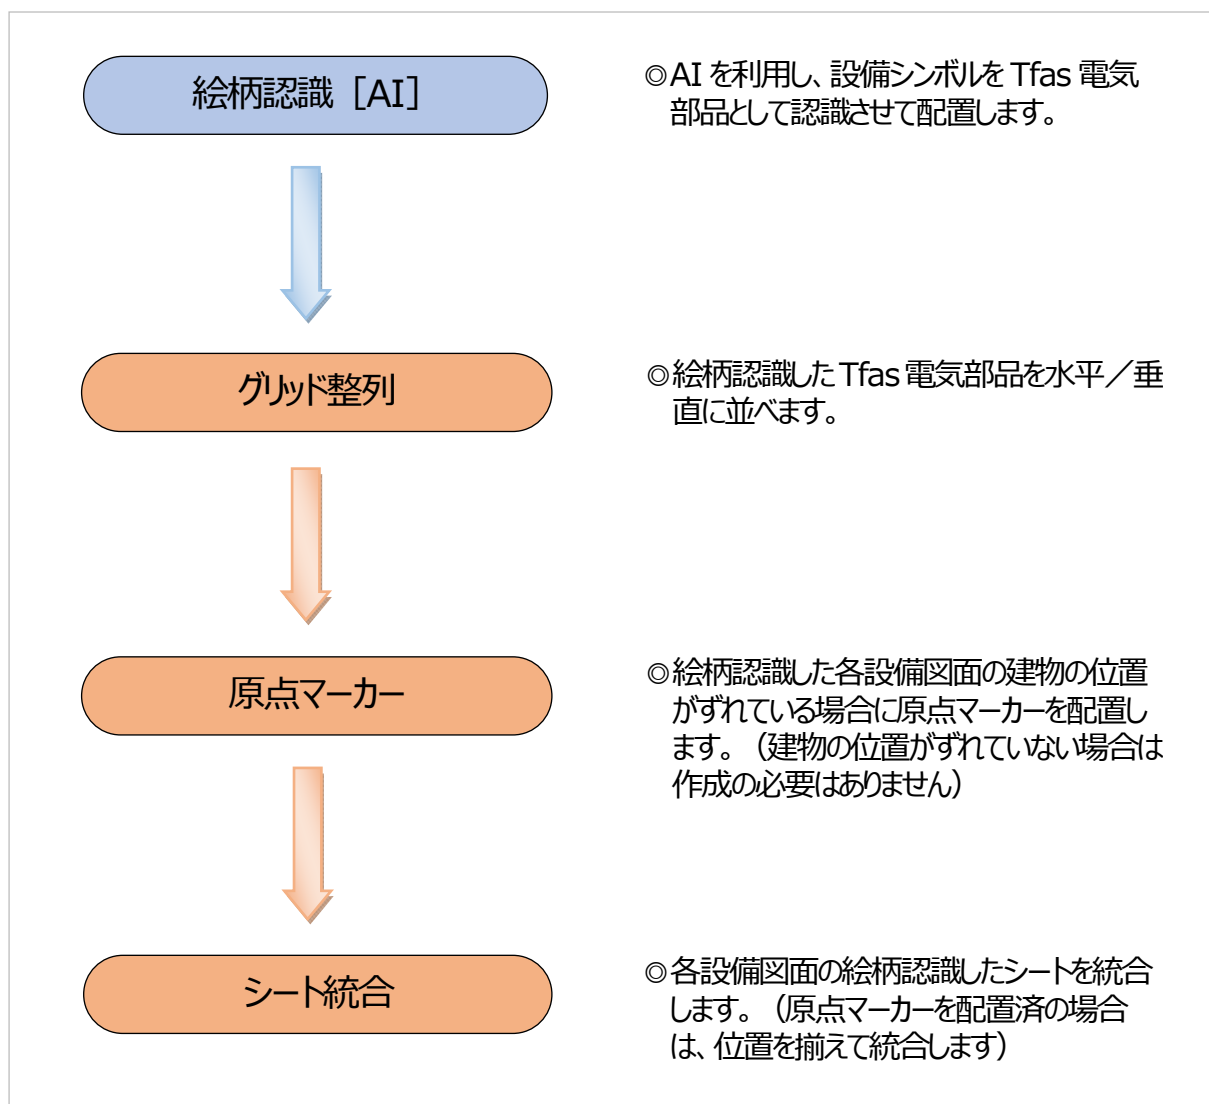 絵柄認識［AI］
◎AI を利用し、設備シンボルを Tfas 電気
部品として認識させて配置します。
グリッド整列
◎絵柄認識した Tfas 電気部品を水平／垂
直に並べます。
原点マーカー
◎絵柄認識した各設備図面の建物の位置
がずれている場合に原点マーカーを配置し
ます。（建物の位置がずれていない場合は
作成の必要はありません）
シート統合
◎各設備図面の絵柄認識したシートを統合
します。（原点マーカーを配置済の場合
は、位置を揃えて統合します）